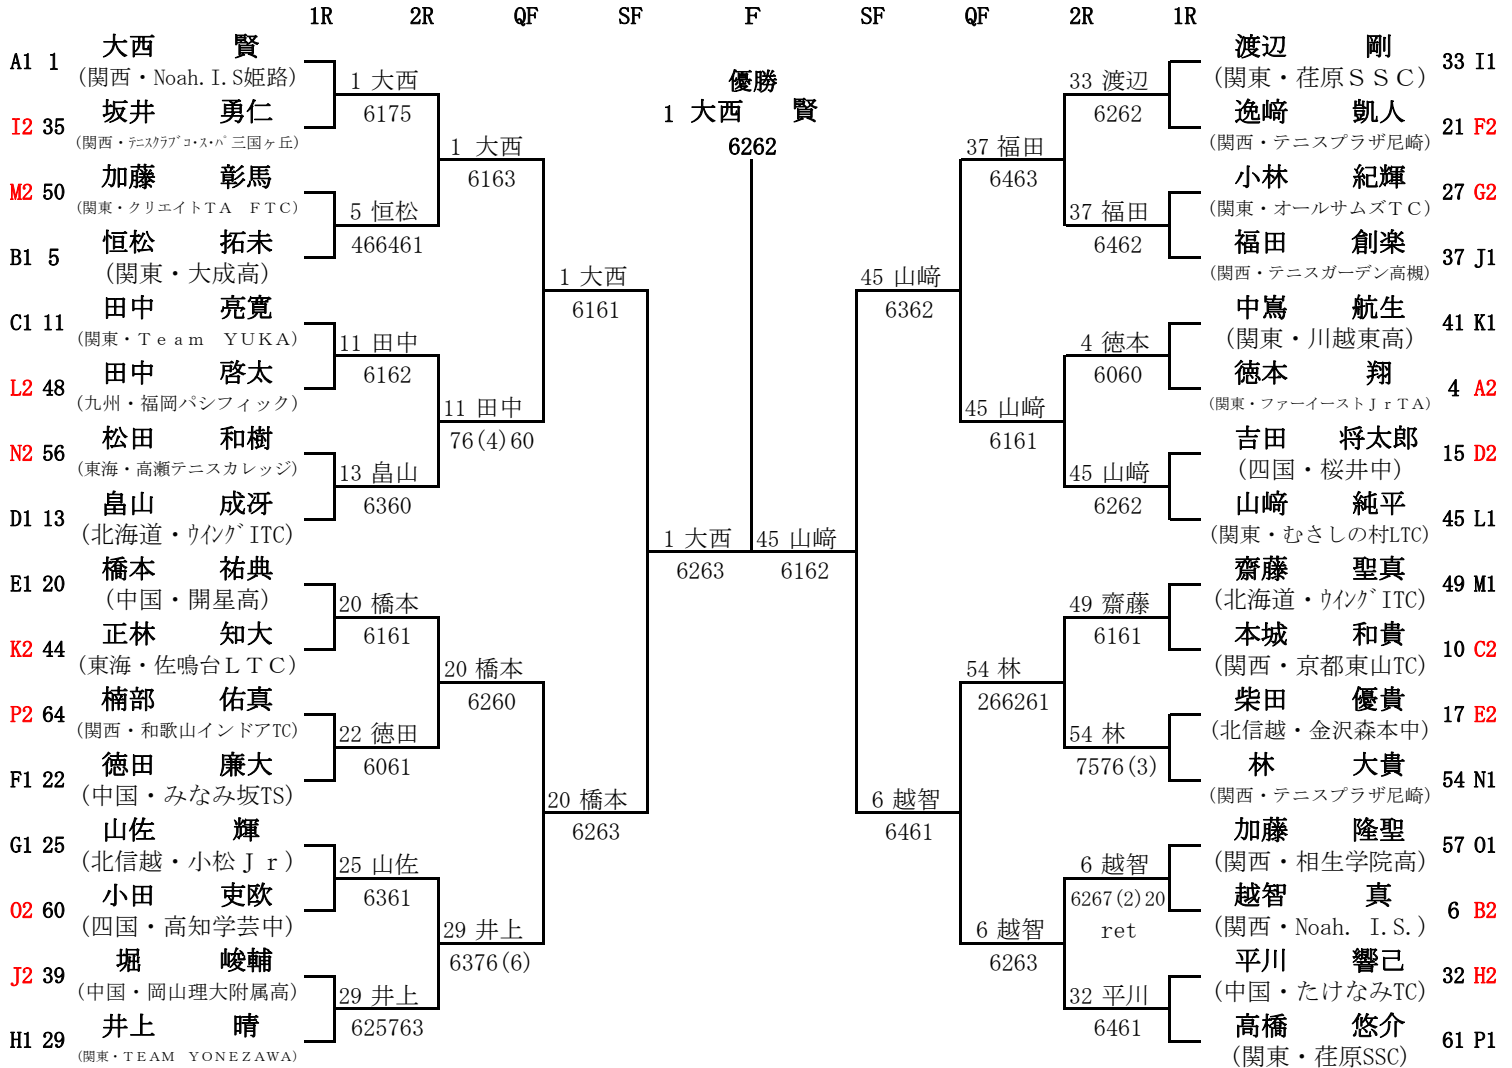 1R 2R QF SF F SF QF 2R 1R
優勝
1 大西 賢
6262
A1 1 大西 賢
(関西・Noah.I.S姫路)
I2 35 坂井 勇仁
(関西・テニスクラブコ・ス・パ三国ヶ丘)
M2 50 加藤 彰馬
(関東・クリエイトTA FTC)
B1 5 恒松 拓未
(関東・大成高)
C1 11 田中 亮寛
(関東・Team YUKA)
L2 48 田中 啓太
(九州・福岡パシフィック)
N2 56 松田 和樹
(東海・高瀬テニスカレッジ)
D1 13 畠山 成冴
(北海道・ウイングITC)
E1 20 橋本 祐典
(中国・開星高)
K2 44 正林 知大
(東海・佐鳴台LTC)
P2 64 楠部 佑真
(関西・和歌山インドアTC)
F1 22 徳田 廉大
(中国・みなみ坂TS)
G1 25 山佐 輝
(北信越・小松Jr)
O2 60 小田 吏欧
(四国・高知学芸中)
J2 39 堀 峻輔
(中国・岡山理大附属高)
H1 29 井上 晴
(関東・TEAM YONEZAWA)
1 大西
6175
5 恒松
466461
11 田中
6162
13 畠山
6360
20 橋本
6161
22 徳田
6061
25 山佐
6361
29 井上
625763
1 大西
6163
11 田中
76(4)60
20 橋本
6260
29 井上
6376(6)
1 大西
6161
20 橋本
6263
1 大西
6263
45 山﨑
6162
45 山﨑
6362
6 越智
6461
37 福田
6463
45 山﨑
6161
54 林
266261
6 越智
6263
33 渡辺
6262
37 福田
6462
4 徳本
6060
45 山﨑
6262
49 齋藤
6161
54 林
7576(3)
6 越智
6267(2)20
ret
32 平川
6461
渡辺 剛 33 I1
(関東・荏原SSC)
逸﨑 凱人 21 F2
(関西・テニスプラザ尼崎)
小林 紀輝 27 G2
(関東・オールサムズTC)
福田 創楽 37 J1
(関西・テニスガーデン高槻)
中嶌 航生 41 K1
(関東・川越東高)
徳本 翔 4 A2
(関東・ファーイーストJrTA)
吉田 将太郎 15 D2
(四国・桜井中)
山﨑 純平 45 L1
(関東・むさしの村LTC)
齋藤 聖真 49 M1
(北海道・ウイングITC)
本城 和貴 10 C2
(関西・京都東山TC)
柴田 優貴 17 E2
(北信越・金沢森本中)
林 大貴 54 N1
(関西・テニスプラザ尼崎)
加藤 隆聖 57 O1
(関西・相生学院高)
越智 真 6 B2
(関西・Noah. I.S.)
平川 響己 32 H2
(中国・たけなみTC)
高橋 悠介 61 P1
(関東・荏原SSC)